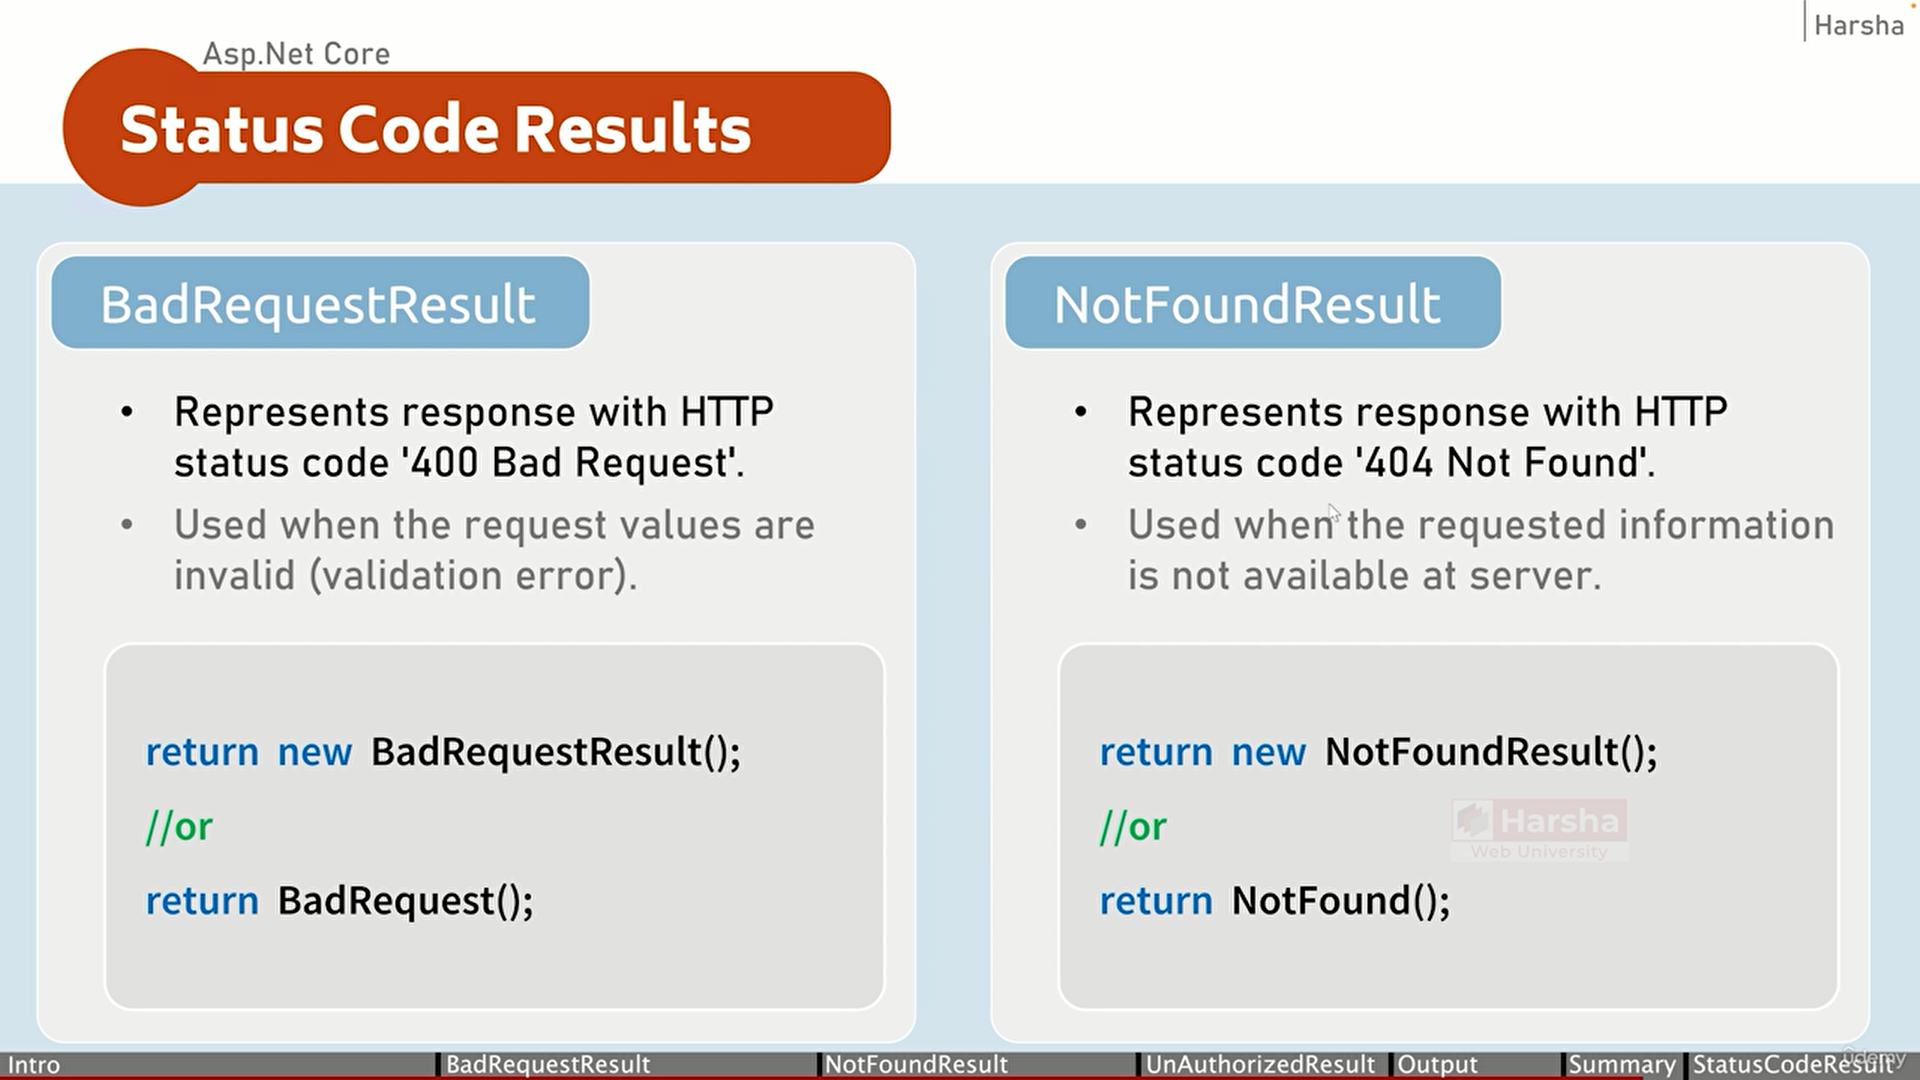 Harsha
Asp.Net Core
Status Code Results
BadRequestResult
• Represents response with HTTP
status code '400 Bad Request'.
• Used when the request values are
invalid (validation error).
return new BadRequestResult();
//or
return BadRequest();
NotFoundResult
• Represents response with HTTP
status code '404 Not Found'.
• Used when the requested information
is not available at server.
return new NotFoundResult();
//or
return NotFound();
Harsha
Web University
Intro
BadRequestResult
NotFoundResult
UnAuthorizedResult
Output
Summary
StatusCodeResult
ûdemy